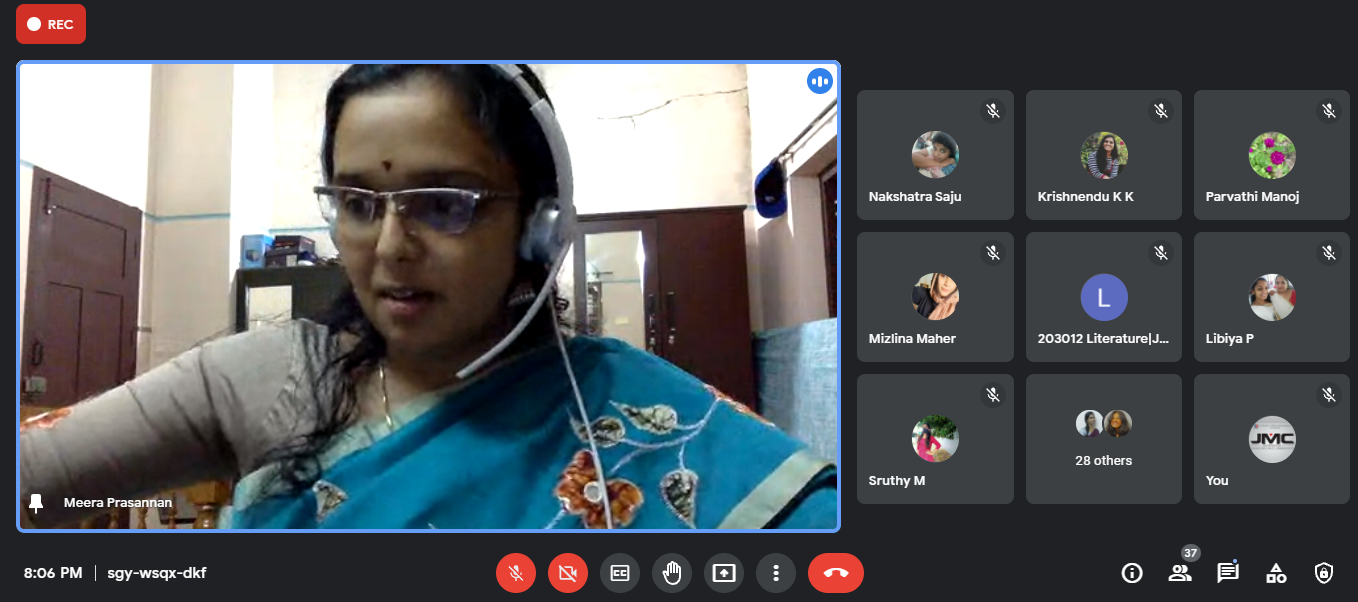 REC
Nakshatra Saju
Krishnendu K K
Parvathi Manoj
Mizlina Maher
L
203012 Literature|J...
Libiya P
Sruthy M
28 others
JMC
You
Meera Prasannan
8:06 PM | sgy-wsqx-dkf
CC
37